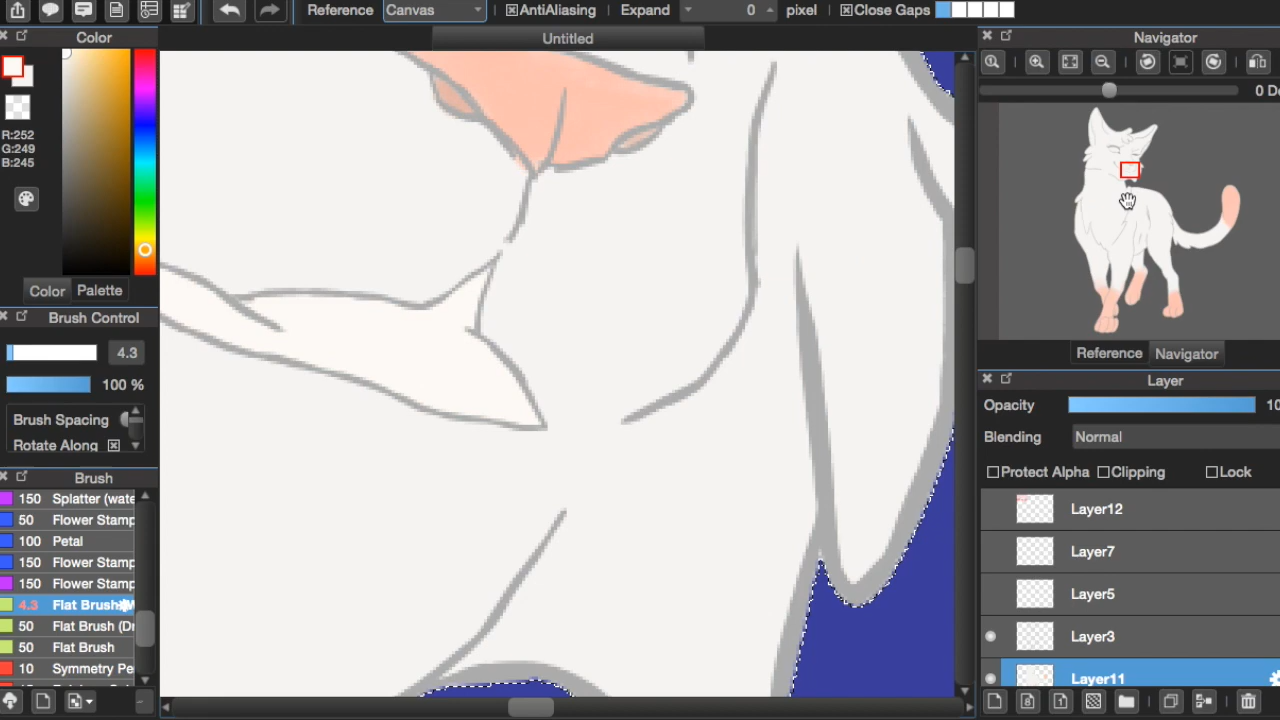 Reference Canvas AntiAliasing Expand 0 pixel Close Gaps
Color
Untitled
Navigator
R:252
G:249
B:245
Color Palette
Brush Control
4.3
100 %
Brush Spacing
Rotate Along
Brush
150 Splatter (wate
50 Flower Stamp
100 Petal
150 Flower Stamp
150 Flower Stamp
4.3 Flat Brush
50 Flat Brush (Dr
50 Flat Brush
10 Symmetry Pe
0 De
Reference Navigator
Layer
Opacity 10
Blending Normal
Protect Alpha Clipping Lock
Layer12
Layer7
Layer5
Layer3
Layer11